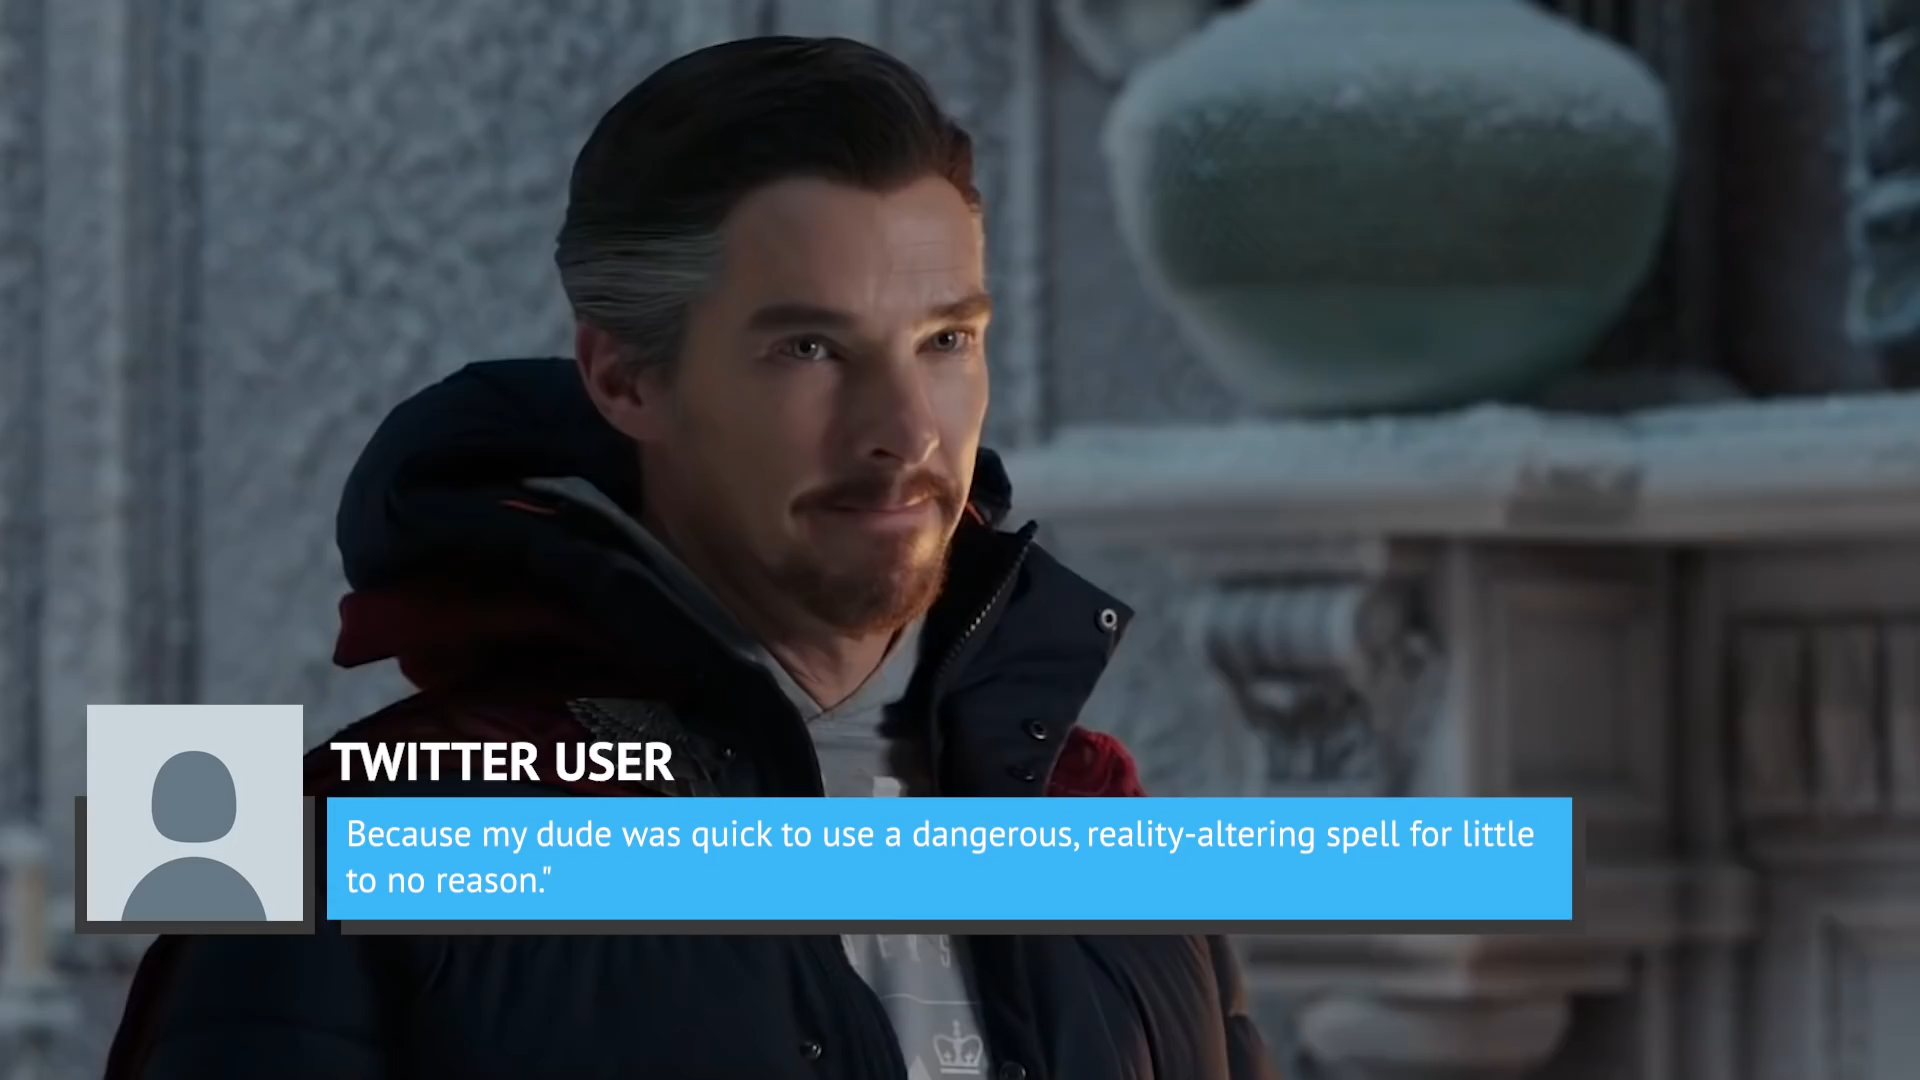 TWITTER USER
Because my dude was quick to use a dangerous, reality-altering spell for little
to no reason."